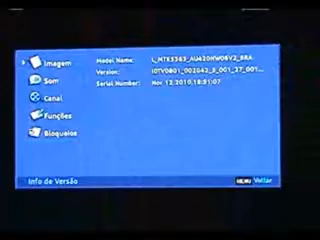 Imagem
Model Name: L_MTK5363_AU420HW06V2_BRA
Som
Version:
Serial Number: Nov 12 2010,18:51:07
Canal
Funções
Bloqueios
Info de Versão
MENU Voltar